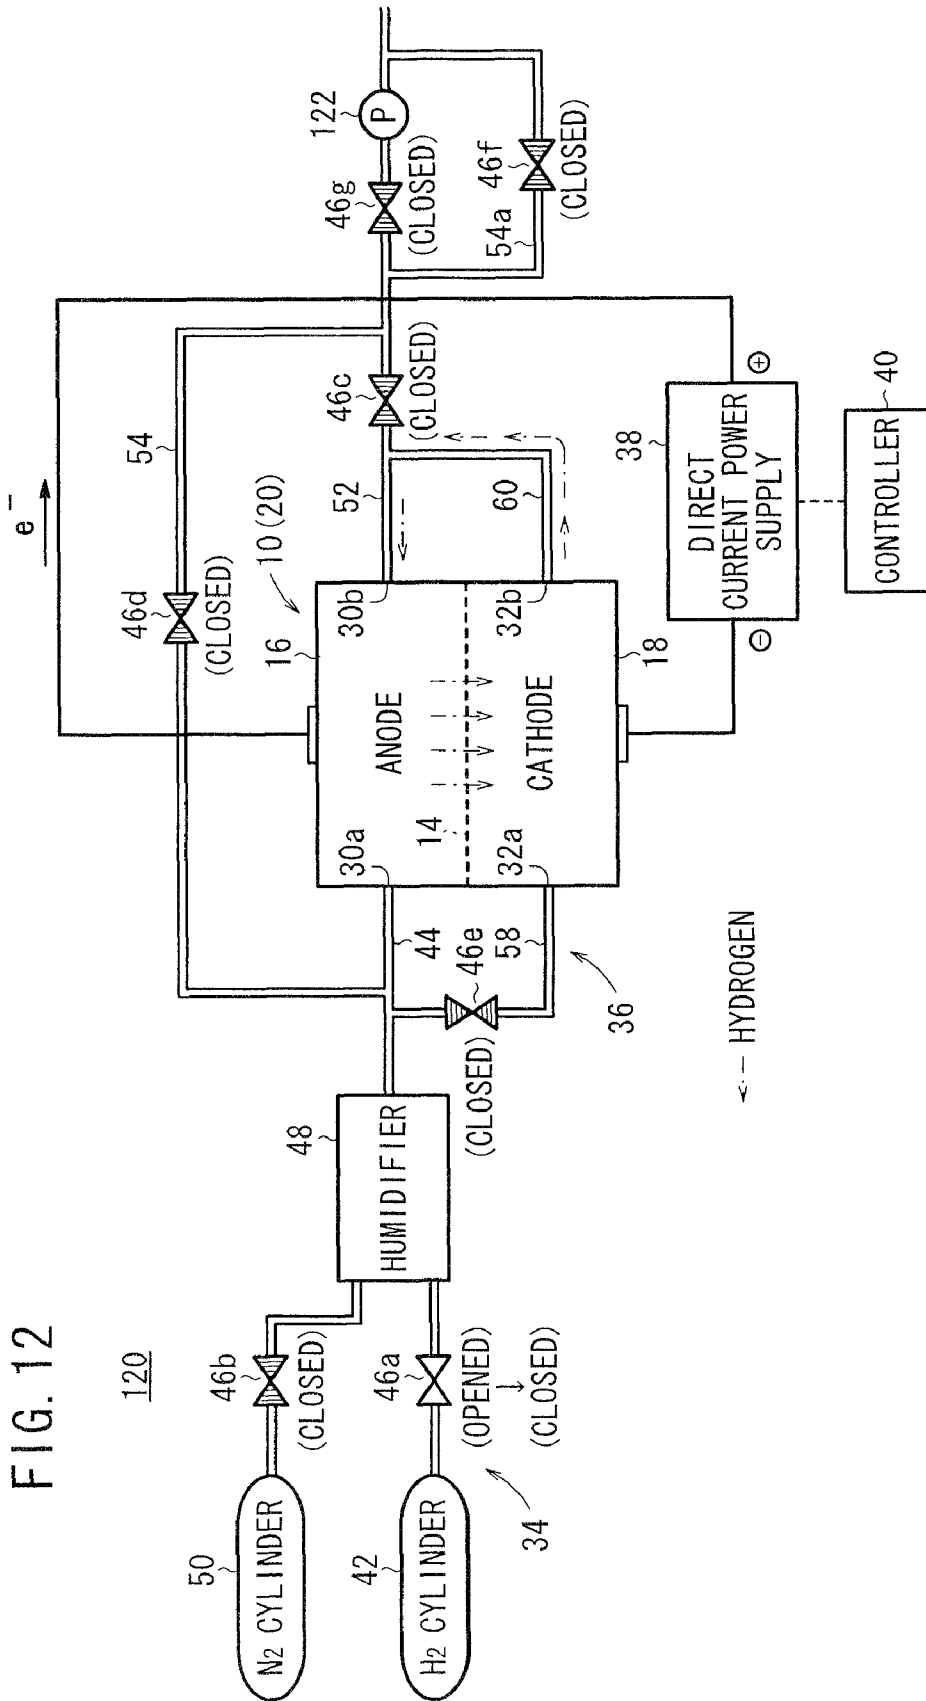 FIG. 12
120
e⁻
54
46d
(CLOSED)
10(20)
16
52
46c
(CLOSED)
46g
(CLOSED)
122
P
46f
(CLOSED)
54a
50
N2 CYLINDER
46b
(CLOSED)
42
H2 CYLINDER
46a
(OPENED)
→
(CLOSED)
34
48
HUMIDIFIER
44
46e
(CLOSED)
58
36
30a
30b
ANODE
14
CATHODE
32a
32b
60
18
38
DIRECT
CURRENT POWER
SUPPLY
⊖
⊕
40
CONTROLLER
HYDROGEN